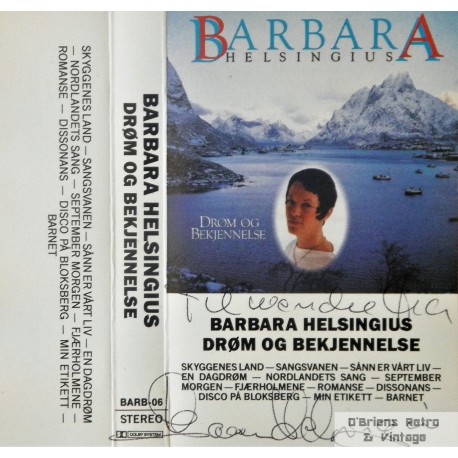 SKYGGENES LAND — SANGSVANEN — SÅNN ER VÅRT LIV — EN DAGDRØM
— NORDLANDETS SANG — SEPTEMBER MORGEN — FJÆRHOLMENE —
ROMANSE — DISSONANS — DISCO PÅ BLOKSBERG — MIN ETIKETT —
BARNET
BARBARA HELSINGIUS
DRØM OG BEKJENNELSE
BARB-06
STEREO
DOLBY SYSTEM
BARBARA
HELSINGIUS
DRØM OG
BEKJENNELSE
Til
BARBARA HELSINGIUS
DRØM OG BEKJENNELSE
SKYGGENES LAND — SANGSVANEN — SÅNN ER VÅRT LIV —
EN DAGDRØM — NORDLANDETS SANG — SEPTEMBER
MORGEN — FJÆRHOLMENE — ROMANSE — DISSONANS —
DISCO PÅ BLOKSBERG — MIN ETIKETT — BARNET
O'Briens Retro
& Vintage